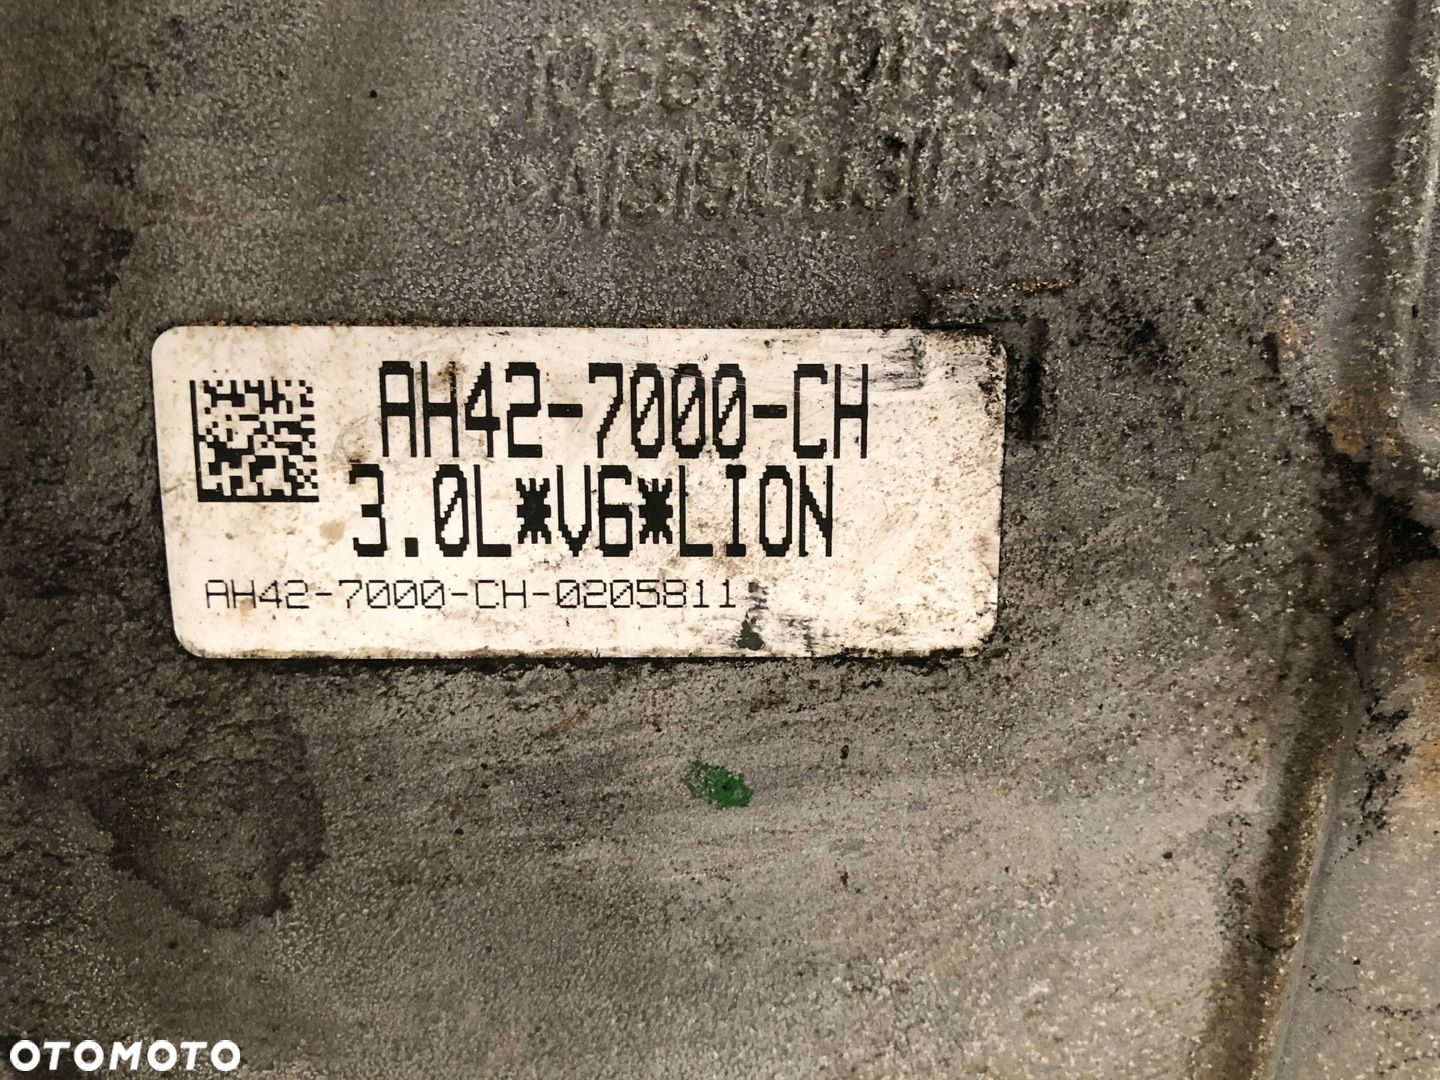 AH42-7000-CH
3.0L*V6*LION
AH42-7000-CH-0205811
OTOMOTO